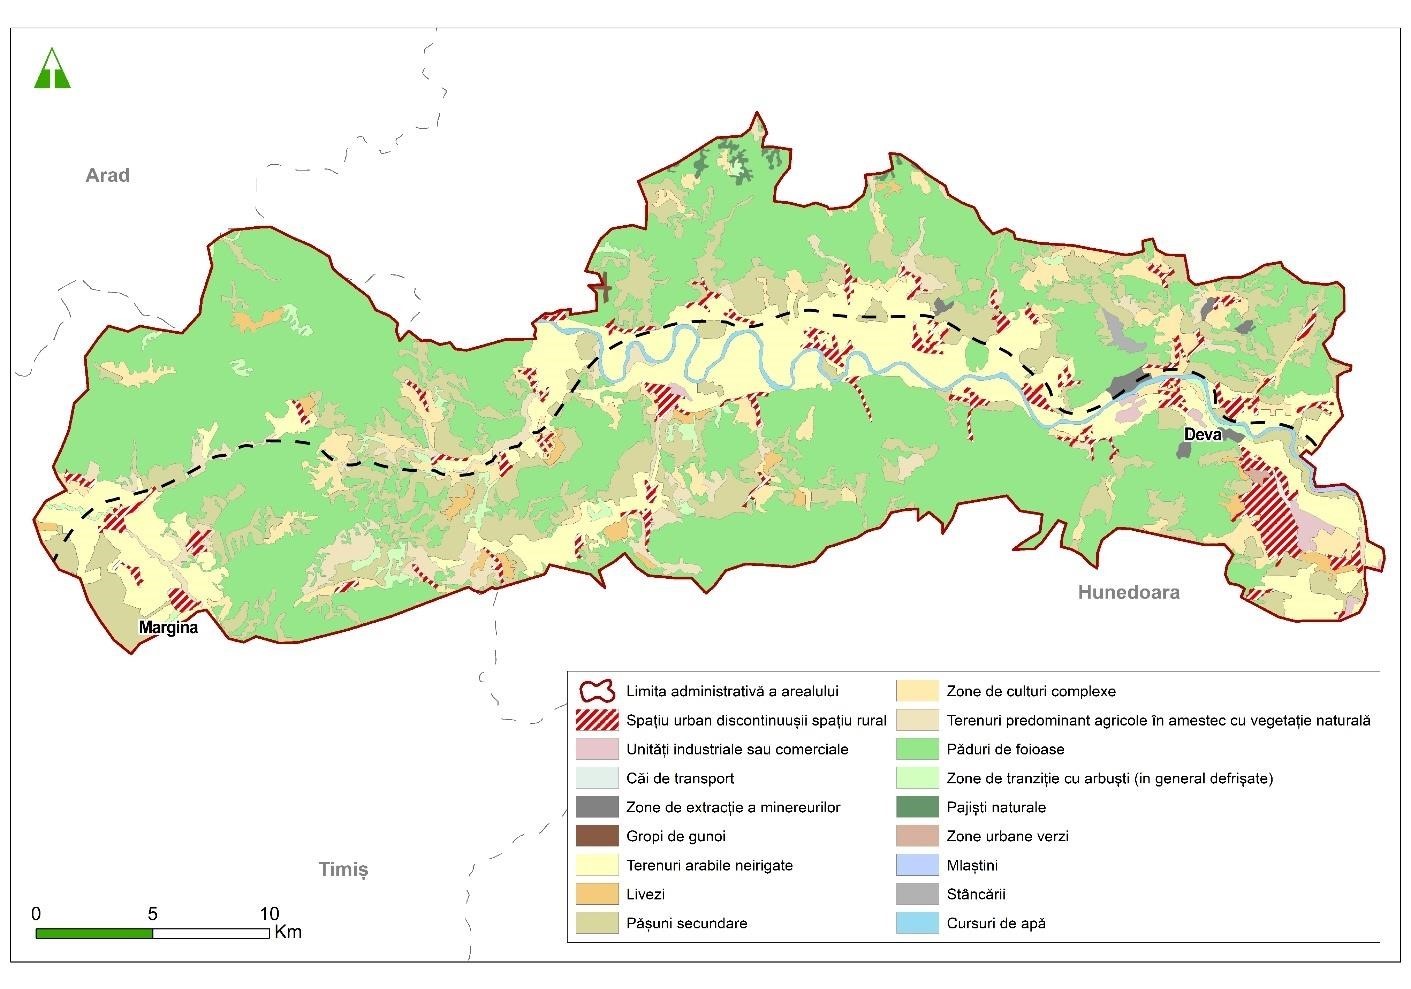 Arad
Deva
Hunedoara
Margina
Timiș
0 5 10
Km
Limita administrativă a arealului
Spațiu urban discontinuușii spațiu rural
Unități industriale sau comerciale
Căi de transport
Zone de extracție a minereurilor
Gropi de gunoi
Terenuri arabile neirigate
Livezi
Pășuni secundare
Zone de culturi complexe
Terenuri predominant agricole în amestec cu vegetație naturală
Păduri de foioase
Zone de tranziție cu arbuști (in general defrișate)
Pajiști naturale
Zone urbane verzi
Mlaștini
Stâncării
Cursuri de apă